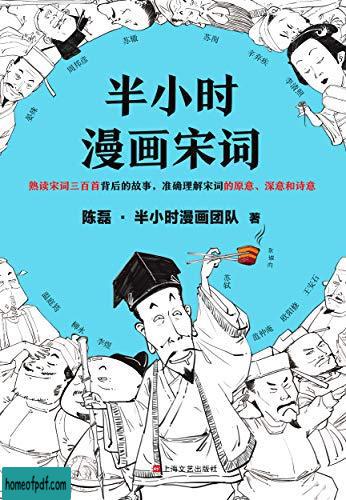 苏辙
苏洵
辛弃疾
李清照
周邦彦
晏殊
半小时
漫画宋词
熟读宋词三百首背后的故事，准确理解宋词的原意、深意和诗意
陈磊·半小时漫画团队 著
东坡肉
苏轼
温庭筠
柳永
李煜
范仲淹
欧阳修
王安石
上海文艺出版社
homeofpdf.com